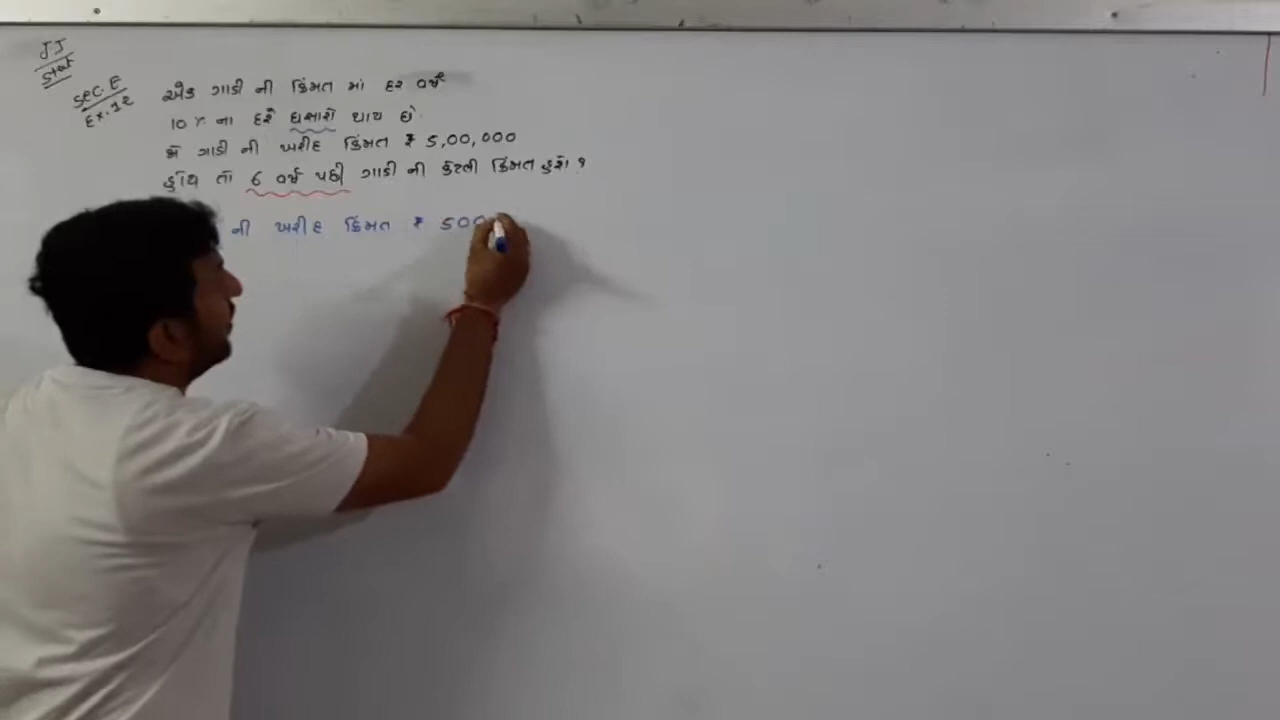 JJ
Stat
Sec. E
Ex. 12
એક ગાડી ની કિંમત માં દર વર્ષે
10 % ના દરે ઘસારો થાય છે.
જો ગાડી ની ખરીદ કિંમત ₹ 5,00,000
હોય તો 6 વર્ષ પછી ગાડી ની કેટલી કિંમત હશે ?
ની ખરીદ કિંમત ₹ 500